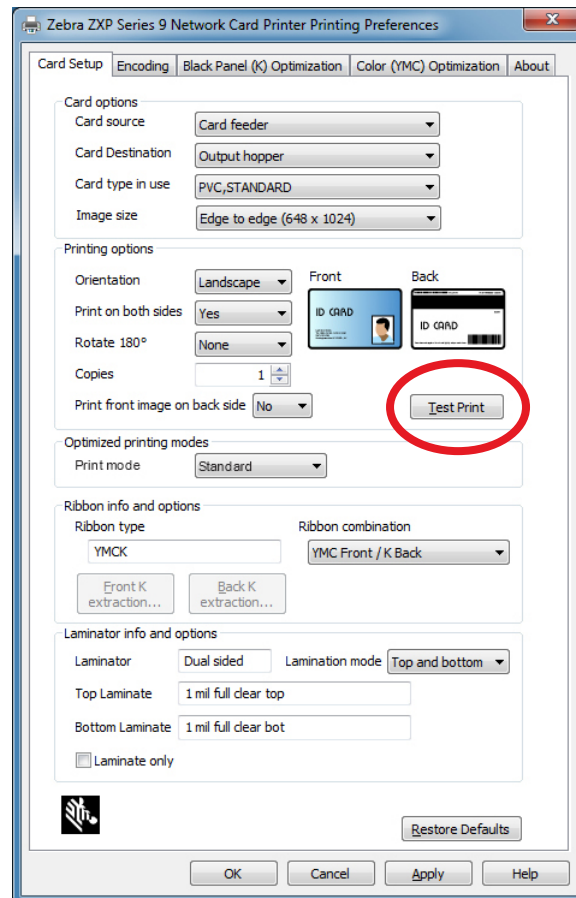 Zebra ZXP Series 9 Network Card Printer Printing Preferences
Card Setup Encoding Black Panel (K) Optimization Color (YMC) Optimization About
Card options
Card source Card feeder
Card Destination Output hopper
Card type in use PVC,STANDARD
Image size Edge to edge (648 x 1024)
Printing options
Orientation Landscape Front Back
Print on both sides Yes ID CARD ID CARD
Rotate 180° None
Copies 1
Print front image on back side No Test Print
Optimized printing modes
Print mode Standard
Ribbon info and options
Ribbon type Ribbon combination
YMCK YMC Front / K Back
Front K extraction... Back K extraction...
Laminator info and options
Laminator Dual sided Lamination mode Top and bottom
Top Laminate 1 mil full clear top
Bottom Laminate 1 mil full clear bot
Laminate only
Restore Defaults
OK Cancel Apply Help